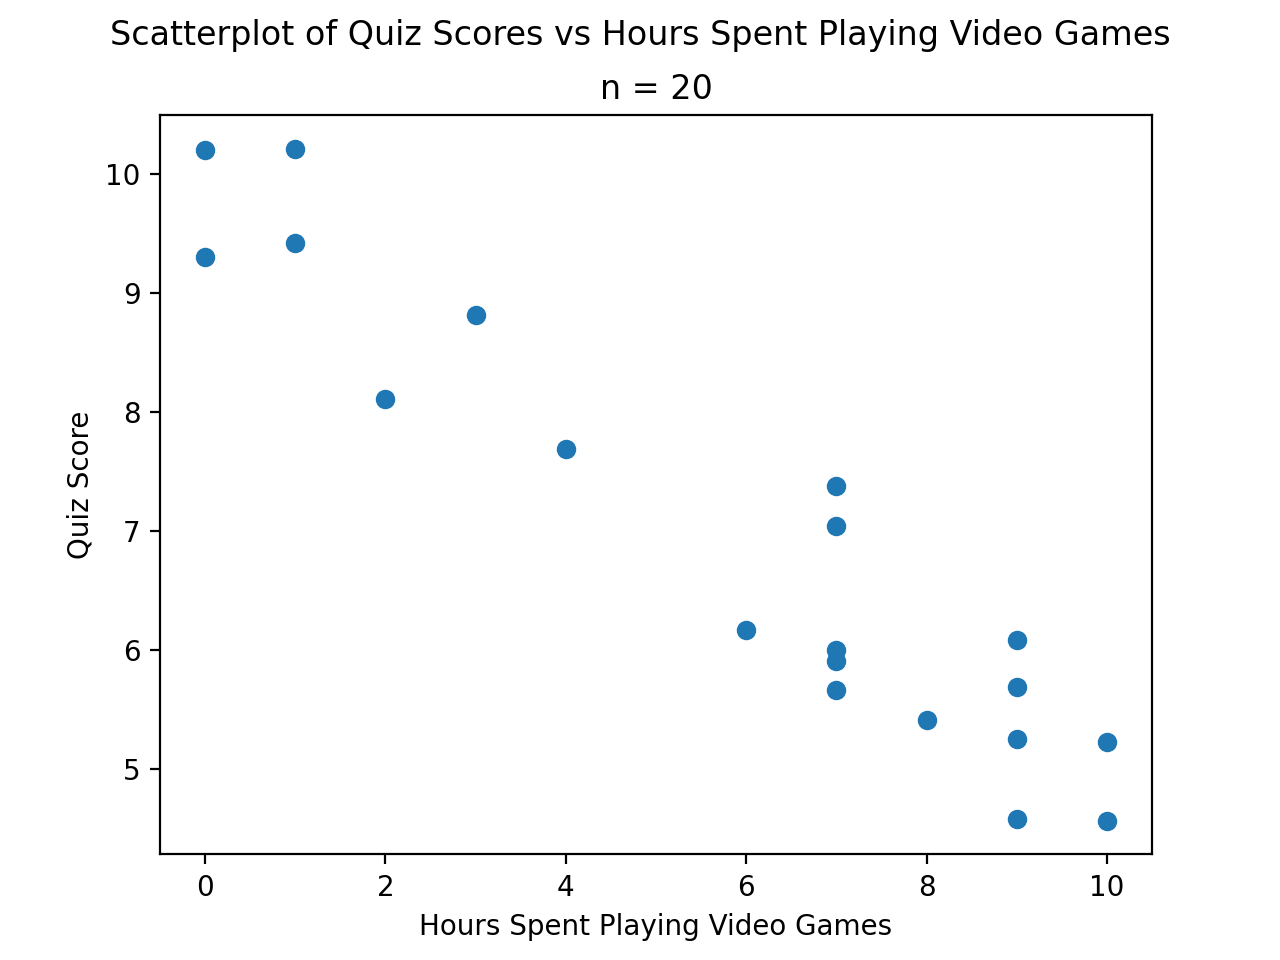 Scatterplot of Quiz Scores vs Hours Spent Playing Video Games
n = 20
10
9
8
7
6
5
Quiz Score
0 2 4 6 8 10
Hours Spent Playing Video Games